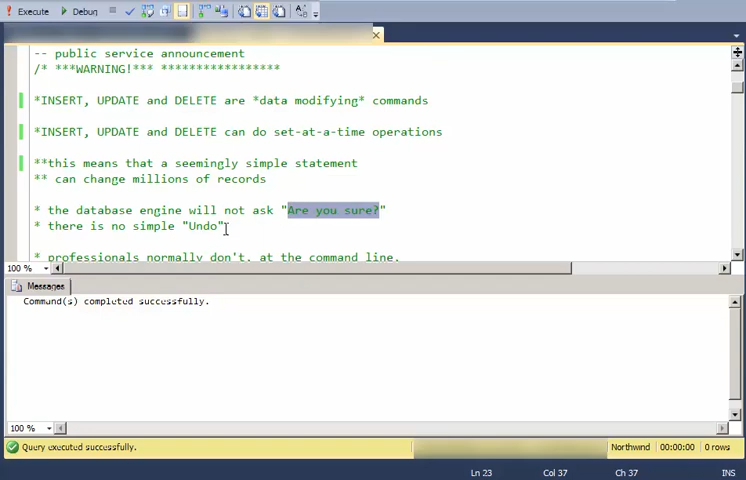 Execute Debug
-- public service announcement
/* ***WARNING!*** *****************
*INSERT, UPDATE and DELETE are *data modifying* commands
*INSERT, UPDATE and DELETE can do set-at-a-time operations
**this means that a seemingly simple statement
** can change millions of records
* the database engine will not ask "Are you sure?"
* there is no simple "Undo"
* professionals normally don't, at the command line,
100 %
Messages
Command(s) completed successfully.
100 %
Query executed successfully. Northwind 00:00:00 0 rows
Ln 23 Col 37 Ch 37 INS